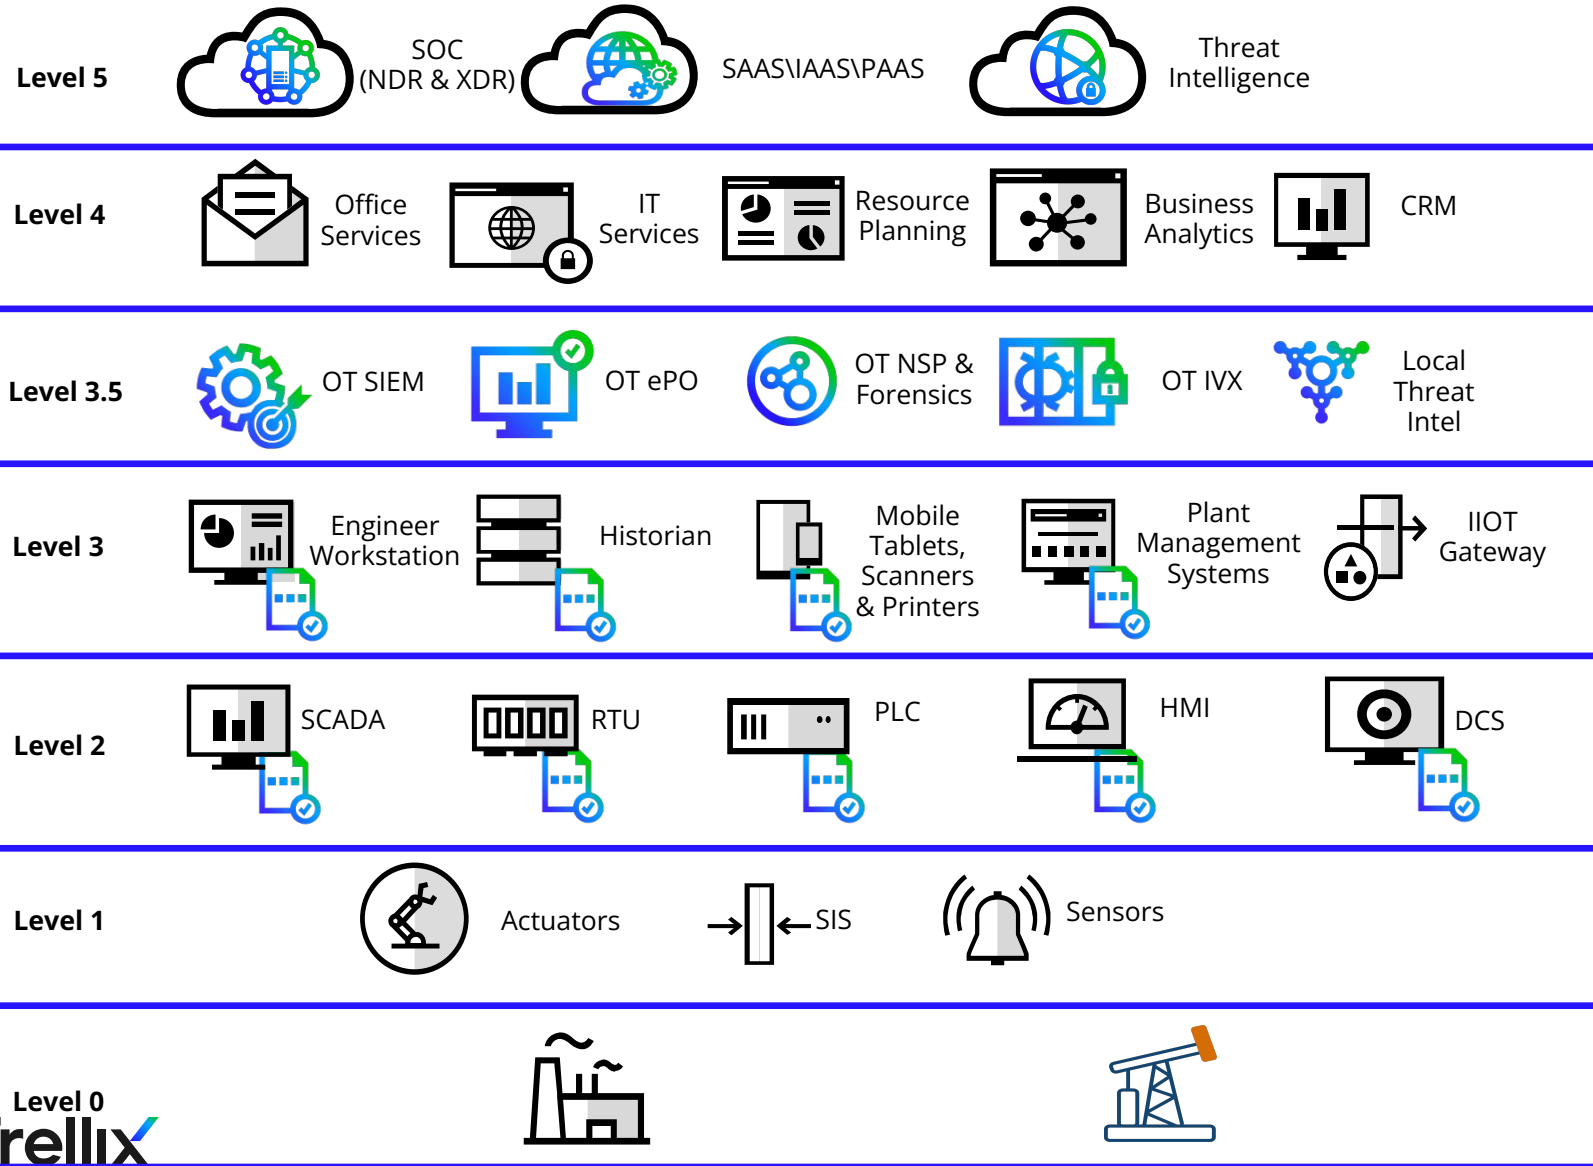 Level 5
SOC
(NDR & XDR)
SAAS\IAAS\PAAS
Threat
Intelligence
Level 4
Office
Services
IT
Services
Resource
Planning
Business
Analytics
CRM
Level 3.5
OT SIEM
OT ePO
OT NSP &
Forensics
OT IVX
Local
Threat
Intel
Level 3
Engineer
Workstation
Historian
Mobile
Tablets,
Scanners
& Printers
Plant
Management
Systems
IIOT
Gateway
Level 2
SCADA
RTU
PLC
HMI
DCS
Level 1
Actuators
SIS
Sensors
Level 0
rellix